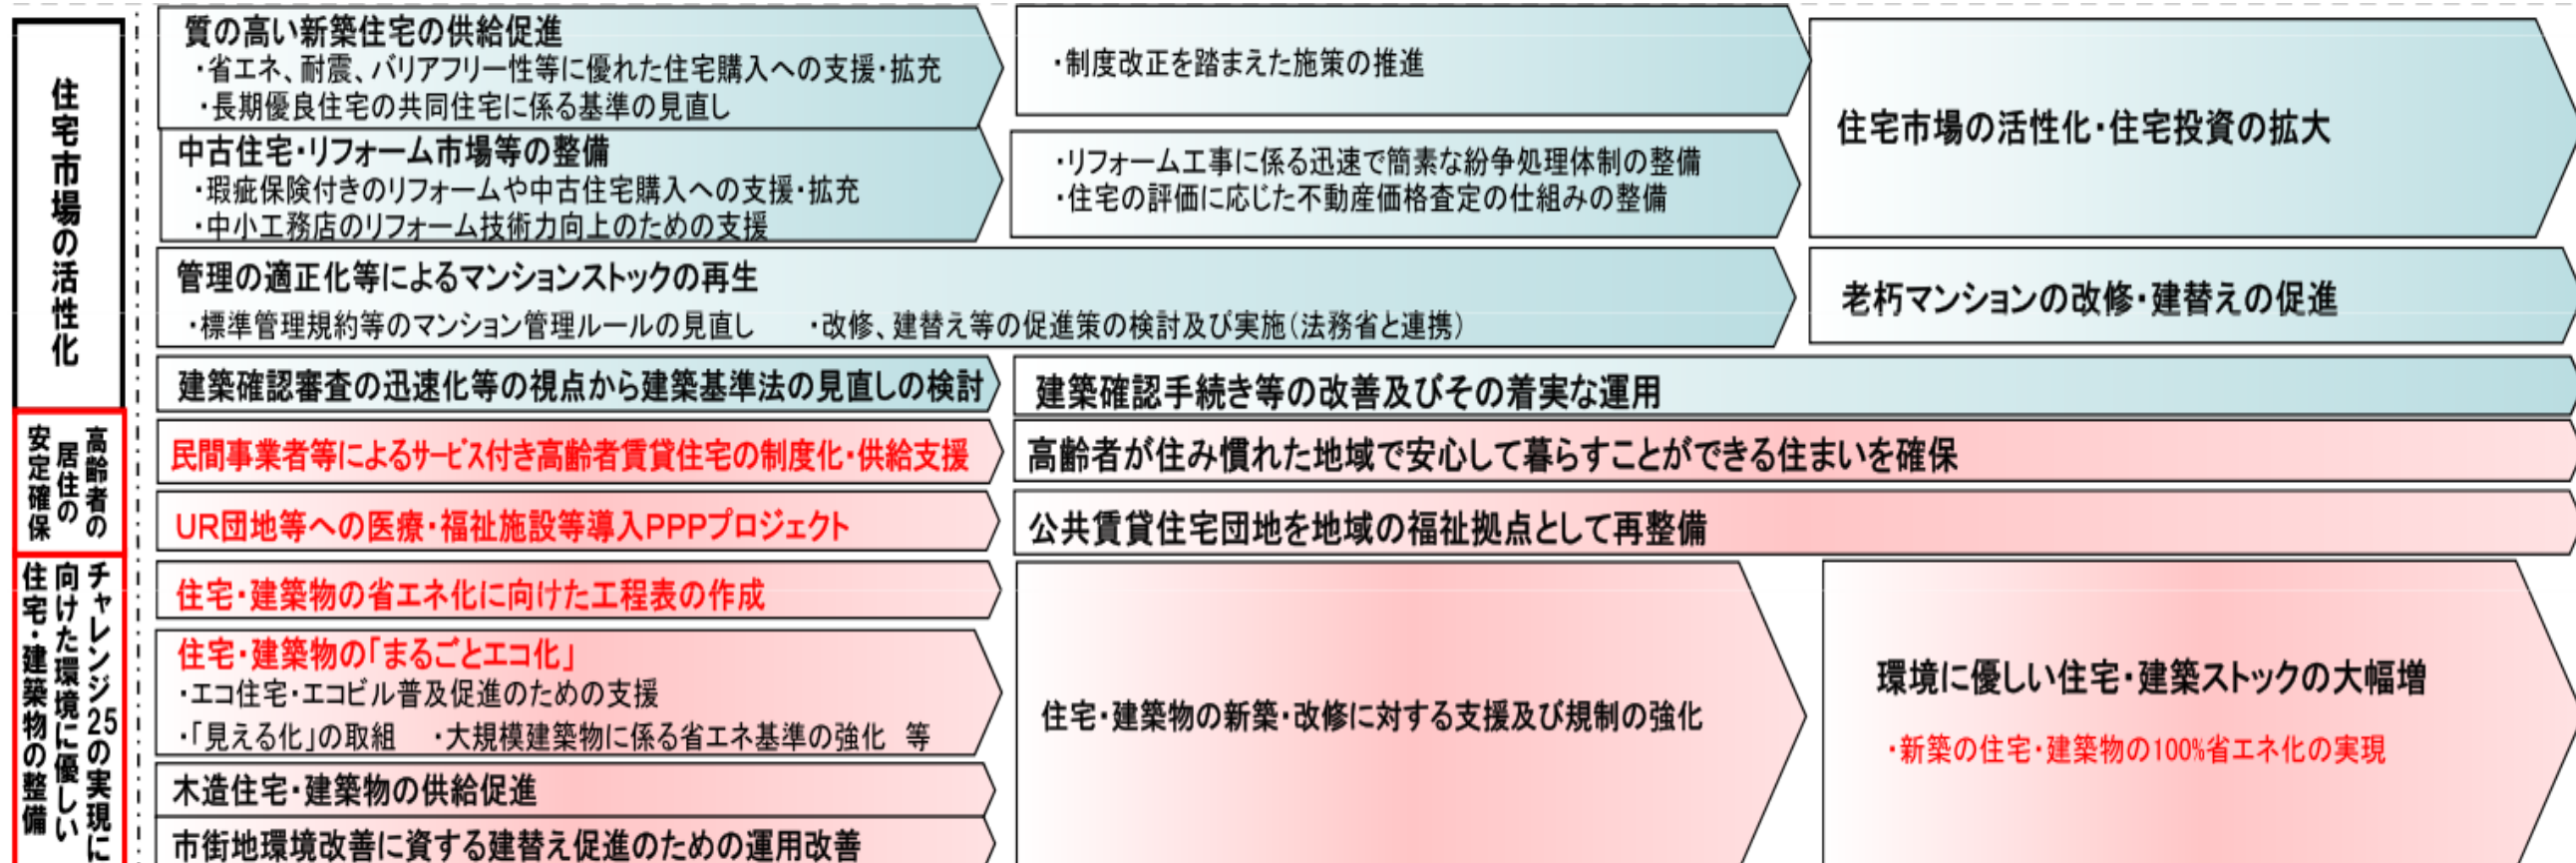 住宅市場の活性化
質の高い新築住宅の供給促進
・省エネ、耐震、バリアフリー性等に優れた住宅購入への支援・拡充
・長期優良住宅の共同住宅に係る基準の見直し
・制度改正を踏まえた施策の推進
中古住宅・リフォーム市場等の整備
・瑕疵保険付きのリフォームや中古住宅購入への支援・拡充
・中小工務店のリフォーム技術力向上のための支援
・リフォーム工事に係る迅速で簡素な紛争処理体制の整備
・住宅の評価に応じた不動産価格査定の仕組みの整備
住宅市場の活性化・住宅投資の拡大
管理の適正化等によるマンションストックの再生
・標準管理規約等のマンション管理ルールの見直し ・改修、建替え等の促進策の検討及び実施（法務省と連携）
老朽マンションの改修・建替えの促進
建築確認審査の迅速化等の視点から建築基準法の見直しの検討
建築確認手続き等の改善及びその着実な運用
高齢者の
居住の
安定確保
民間事業者等によるサービス付き高齢者賃貸住宅の制度化・供給支援
高齢者が住み慣れた地域で安心して暮らすことができる住まいを確保
UR団地等への医療・福祉施設等導入PPPプロジェクト
公共賃貸住宅団地を地域の福祉拠点として再整備
チャレンジ25の実現に
向けた環境に優しい
住宅・建築物の整備
住宅・建築物の省エネ化に向けた工程表の作成
住宅・建築物の「まるごとエコ化」
・エコ住宅・エコビル普及促進のための支援
・「見える化」の取組 ・大規模建築物に係る省エネ基準の強化 等
木造住宅・建築物の供給促進
市街地環境改善に資する建替え促進のための運用改善
住宅・建築物の新築・改修に対する支援及び規制の強化
環境に優しい住宅・建築ストックの大幅増
・新築の住宅・建築物の100%省エネ化の実現